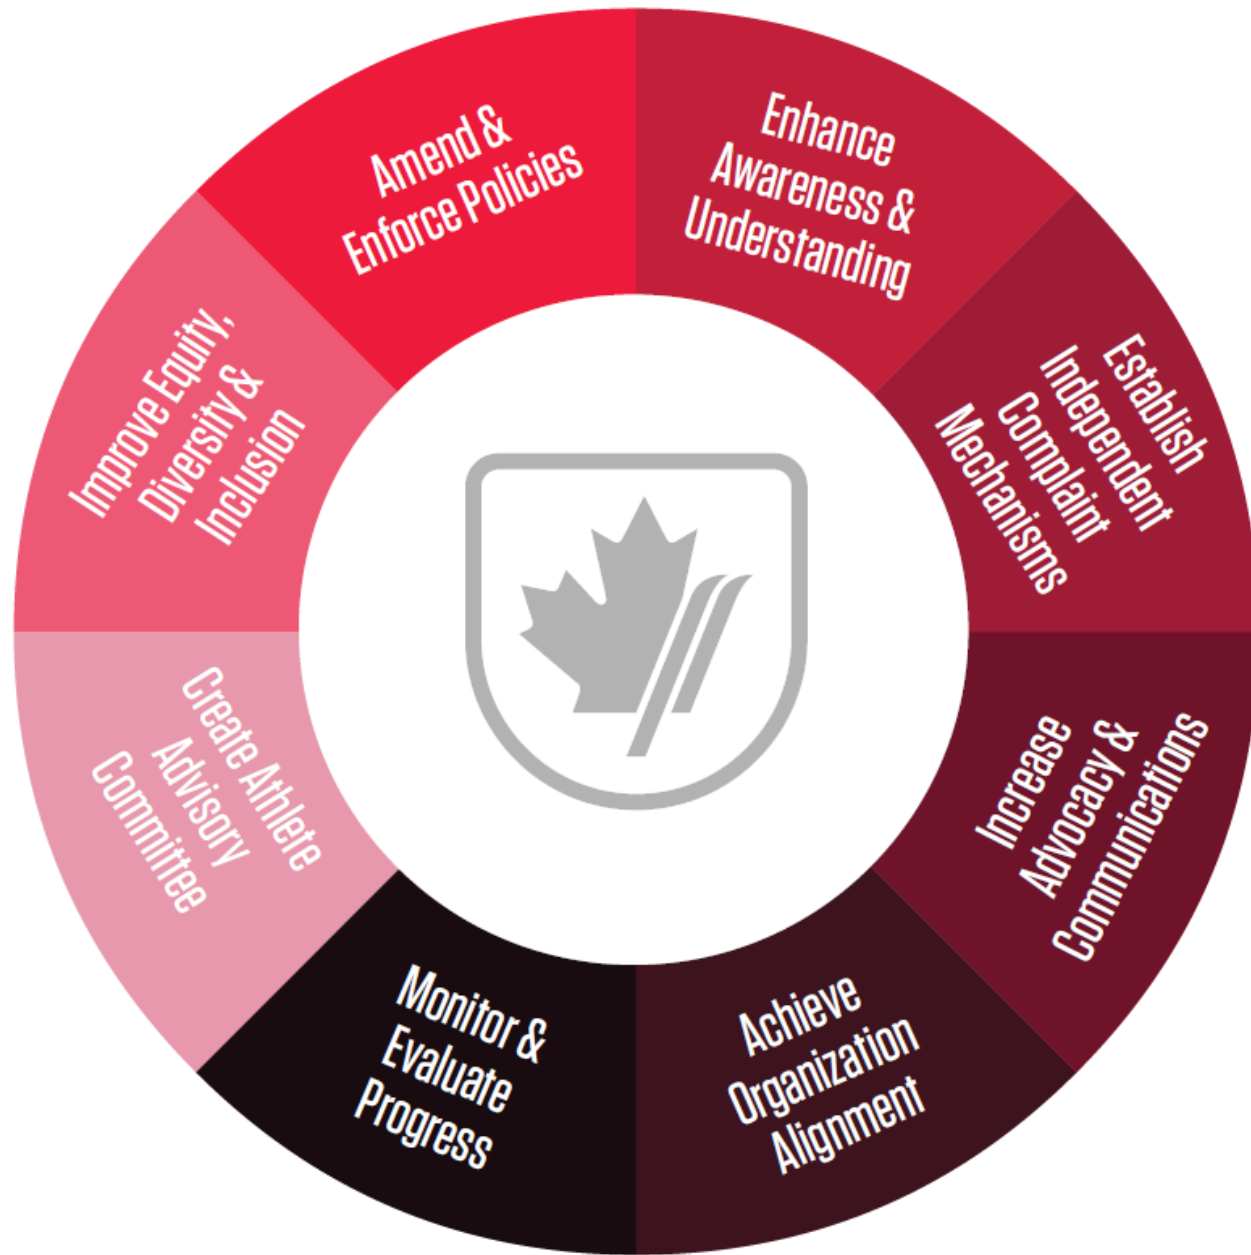 Amend &
Enforce Policies
Enhance
Awareness &
Understanding
Establish
Independent
Complaint
Mechanisms
Increase
Advocacy &
Communications
Achieve
Organization
Alignment
Monitor &
Evaluate
Progress
Create Athlete
Advisory
Committee
Improve Equity,
Diversity &
Inclusion